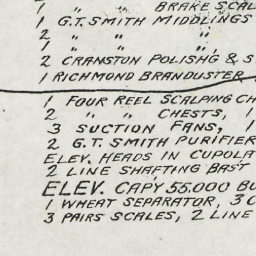 1 " " BRAKE SCAL
1 G.T. SMITH MIDDLINGS
2 " " "
1 " " "
2 CRANSTON POLISHG & S
1 RICHMOND BRANDUSTER
1 FOUR REEL SCALPING CH
2 " " CHESTS, 1
3 SUCTION FANS, 1
2 G.T. SMITH PURIFIER
ELEV. HEADS IN CUPOLA
2 LINE SHAFTING BAS'T
ELEV. CAPY 55.000 BU
1 WHEAT SEPARATOR, 3 C
3 PAIRS SCALES, 2 LINE